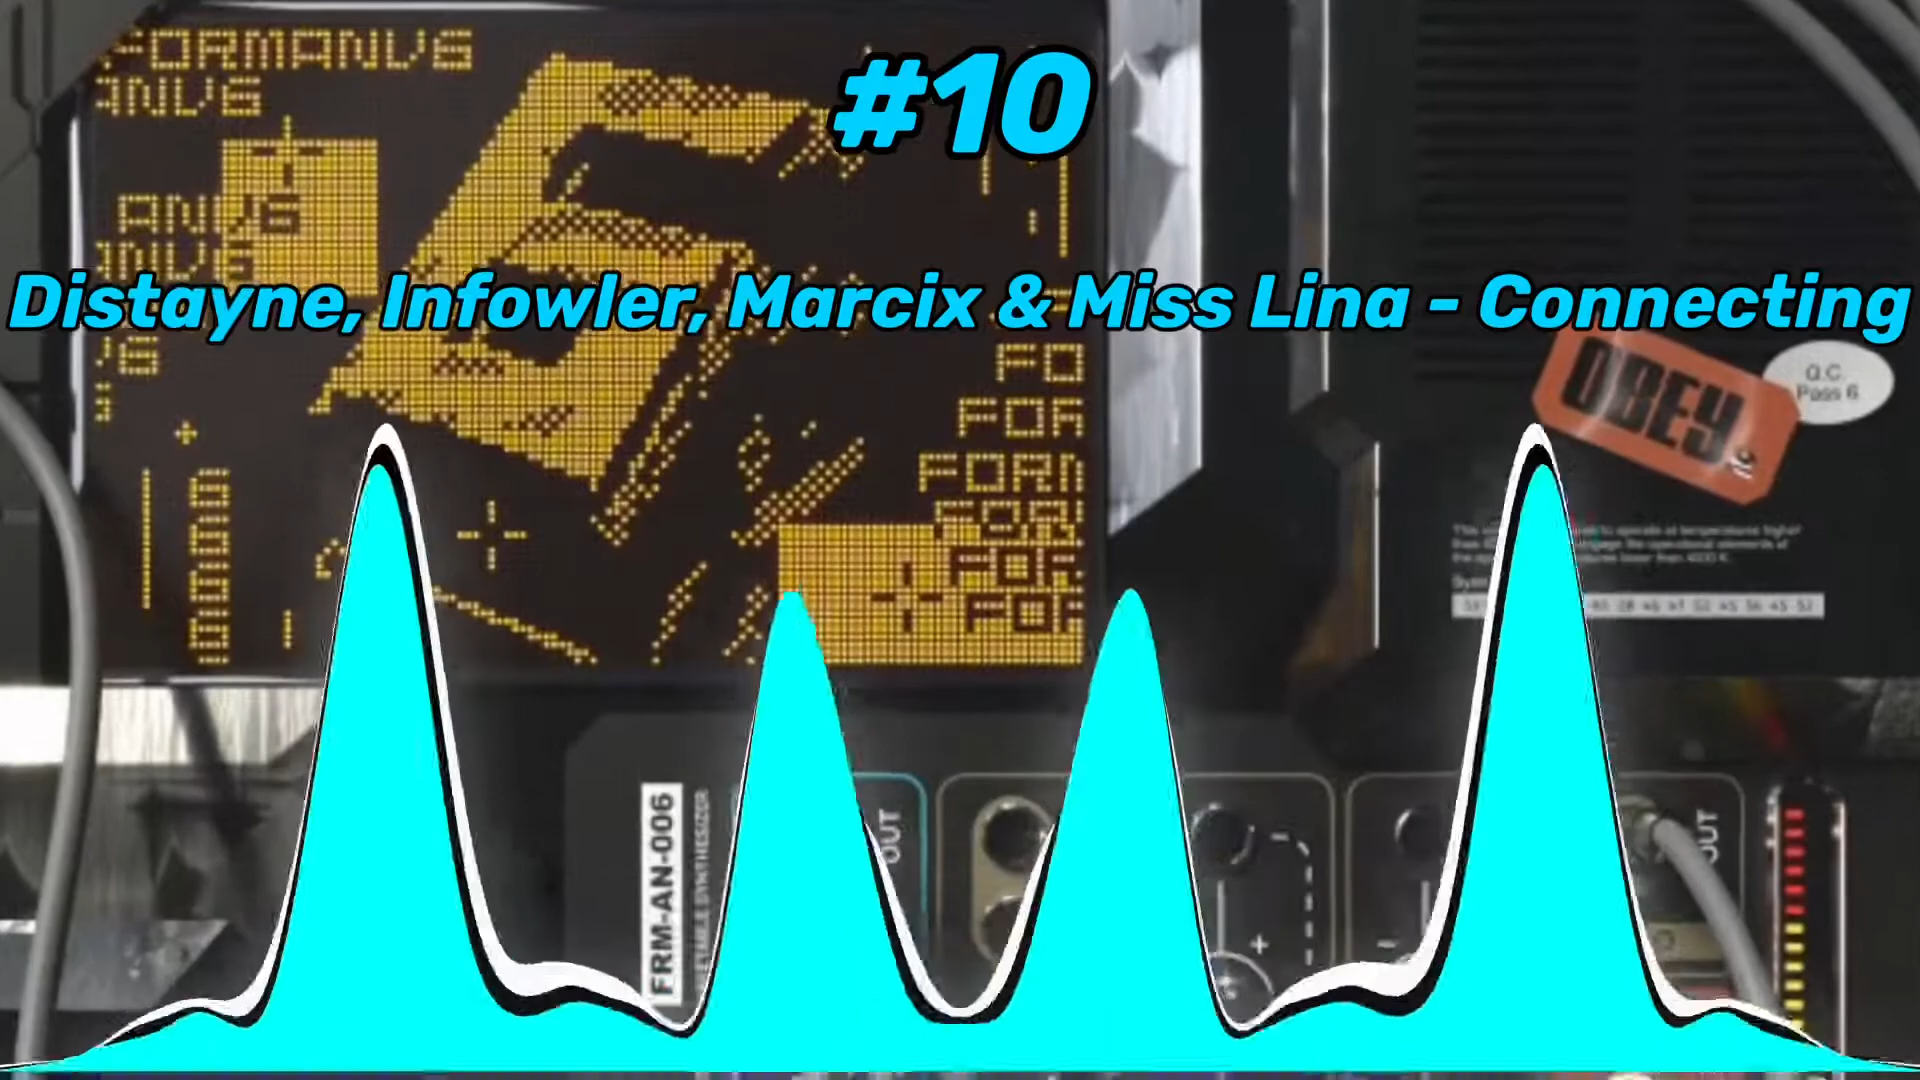 FORMANV6
ANV6
#10
ANV6
Distayne, Infowler, Marcix & Miss Lina - Connecting
FO
FOR
FORM
FOR
FOR
FOR
OBEY
Q.C.
Pass 6
FRM-AN-006
OUT
OUT